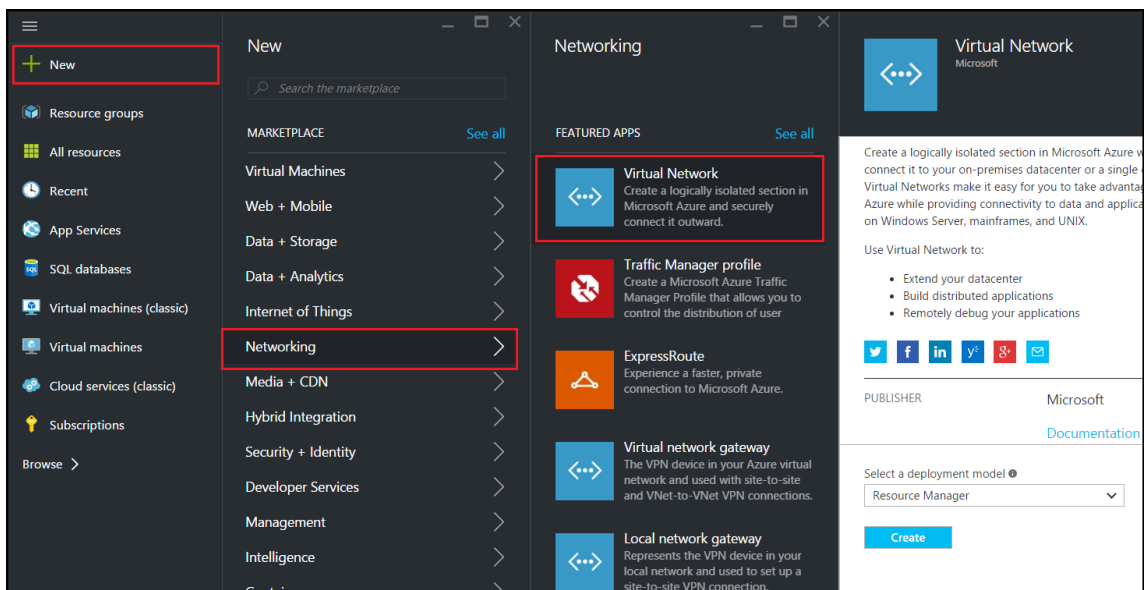 New
Resource groups
All resources
Recent
App Services
SQL databases
Virtual machines (classic)
Virtual machines
Cloud services (classic)
Subscriptions
Browse
New
Search the marketplace
MARKETPLACE
See all
Virtual Machines
Web + Mobile
Data + Storage
Data + Analytics
Internet of Things
Networking
Media + CDN
Hybrid Integration
Security + Identity
Developer Services
Management
Intelligence
Networking
FEATURED APPS
See all
Virtual Network
Create a logically isolated section in
Microsoft Azure and securely
connect it outward.
Traffic Manager profile
Create a Microsoft Azure Traffic
Manager Profile that allows you to
control the distribution of user
ExpressRoute
Experience a faster, private
connection to Microsoft Azure.
Virtual network gateway
The VPN device in your Azure virtual
network and used with site-to-site
and VNet-to-VNet VPN connections.
Local network gateway
Represents the VPN device in your
local network and used to set up a
site-to-site VPN connection.
Virtual Network
Microsoft
Create a logically isolated section in Microsoft Azure w
connect it to your on-premises datacenter or a single
Virtual Networks make it easy for you to take advanta
Azure while providing connectivity to data and applica
on Windows Server, mainframes, and UNIX.
Use Virtual Network to:
Extend your datacenter
Build distributed applications
Remotely debug your applications
PUBLISHER
Microsoft
Documentation
Select a deployment model
Resource Manager
Create